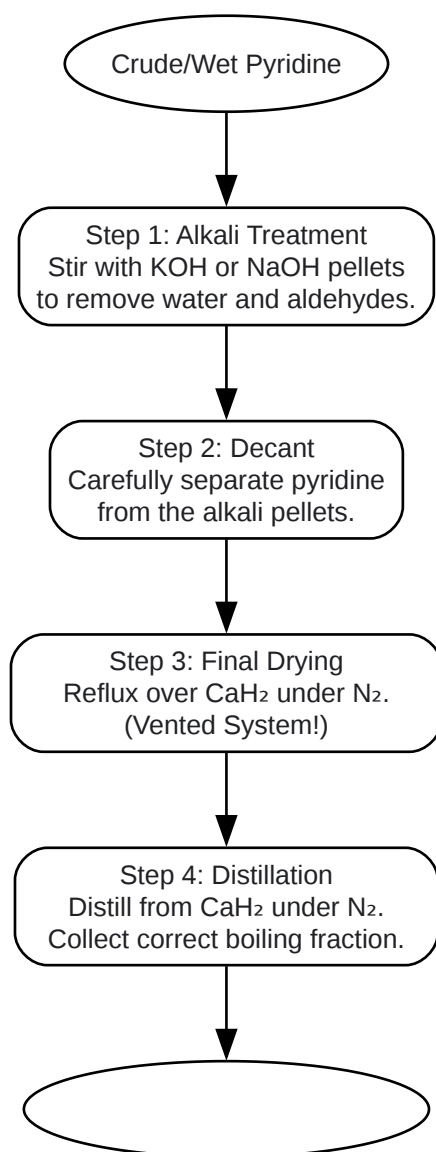 Crude/Wet Pyridine
Step 1: Alkali Treatment
Stir with KOH or NaOH pellets
to remove water and aldehydes.
Step 2: Decant
Carefully separate pyridine
from the alkali pellets.
Step 3: Final Drying
Reflux over CaH₂ under N₂.
(Vented System!)
Step 4: Distillation
Distill from CaH₂ under N₂.
Collect correct boiling fraction.